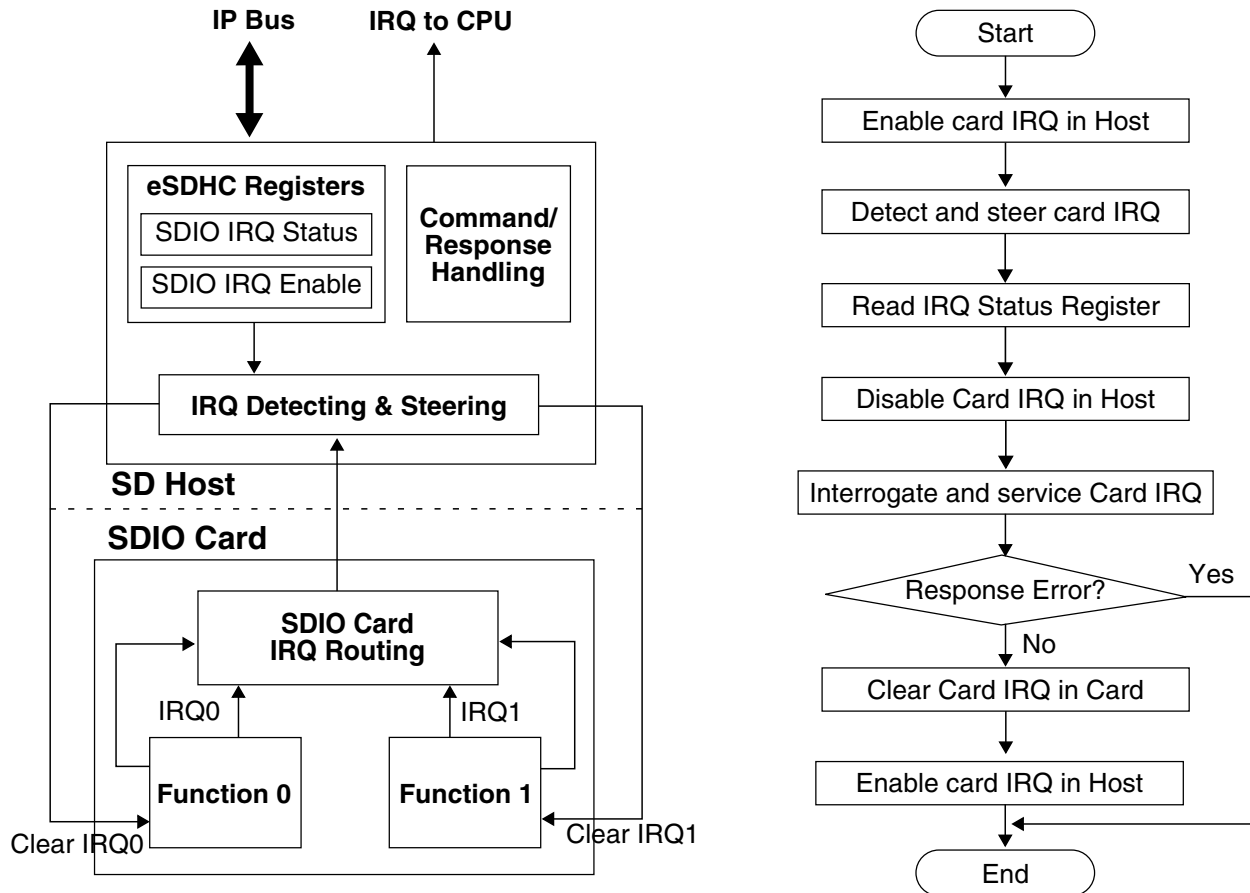 IP Bus
IRQ to CPU
eSDHC Registers
SDIO IRQ Status
SDIO IRQ Enable
Command/
Response
Handling
IRQ Detecting & Steering
SD Host
SDIO Card
SDIO Card
IRQ Routing
IRQ0
IRQ1
Function 0
Function 1
Clear IRQ0
Clear IRQ1
Start
Enable card IRQ in Host
Detect and steer card IRQ
Read IRQ Status Register
Disable Card IRQ in Host
Interrogate and service Card IRQ
Response Error?
Yes
No
Clear Card IRQ in Card
Enable card IRQ in Host
End